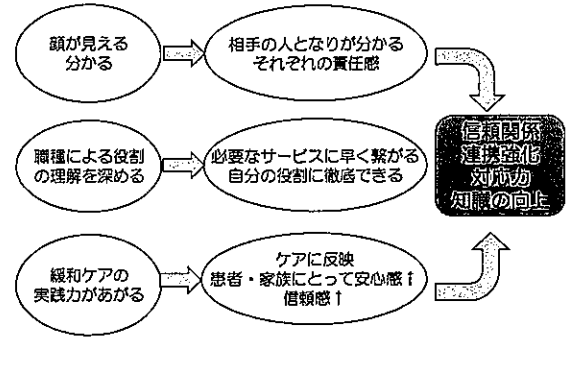 顔が見える
分かる
相手の人となりが分かる
それぞれの責任感
職種による役割
の理解を深める
必要なサービスに早く繋がる
自分の役割に徹底できる
信頼関係
連携強化
対応力
知識の向上
緩和ケアの
実践力があがる
ケアに反映
患者・家族にとって安心感↑
信頼感↑